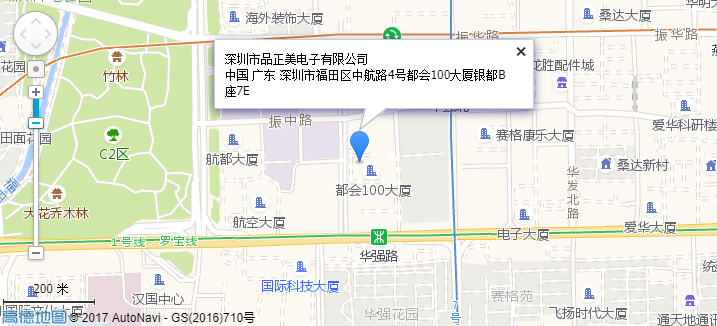 海外装饰大厦
桑达大厦
振华路
振华路
竹林
深圳市品正美电子有限公司
中国 广东 深圳市福田区中航路4号都会100大厦银都B
座7E
龙胜配件城
田面花园
振中路
爱华科研楼
赛格康乐大厦
C2区
航都大厦
桑达新村
都会100大厦
华发北路
大花乔木林
航空大厦
爱华大厦
电子大厦
1号线—罗宝线
华强路
国际科技大厦
200 米
汉国中心
赛格苑
华强花园
飞扬时代大厦
通天地通讯
高德地图 © 2017 AutoNavi - GS(2016)710号